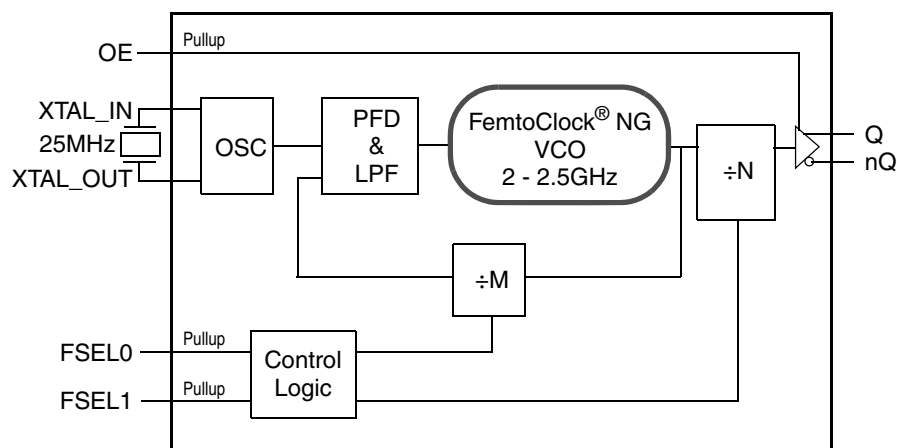 OE
Pullup
XTAL_IN
25MHz
XTAL_OUT
OSC
PFD
&
LPF
FemtoClock® NG
VCO
2 - 2.5GHz
÷N
Q
nQ
÷M
FSEL0
Pullup
FSEL1
Pullup
Control
Logic